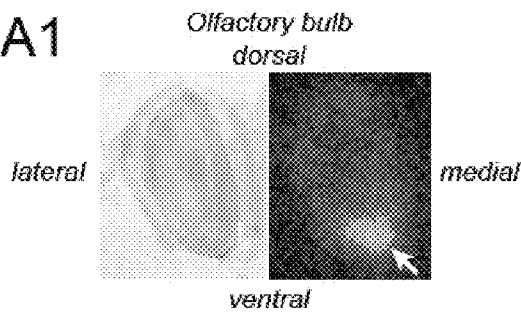 A1
Olfactory bulb
dorsal
lateral
medial
ventral